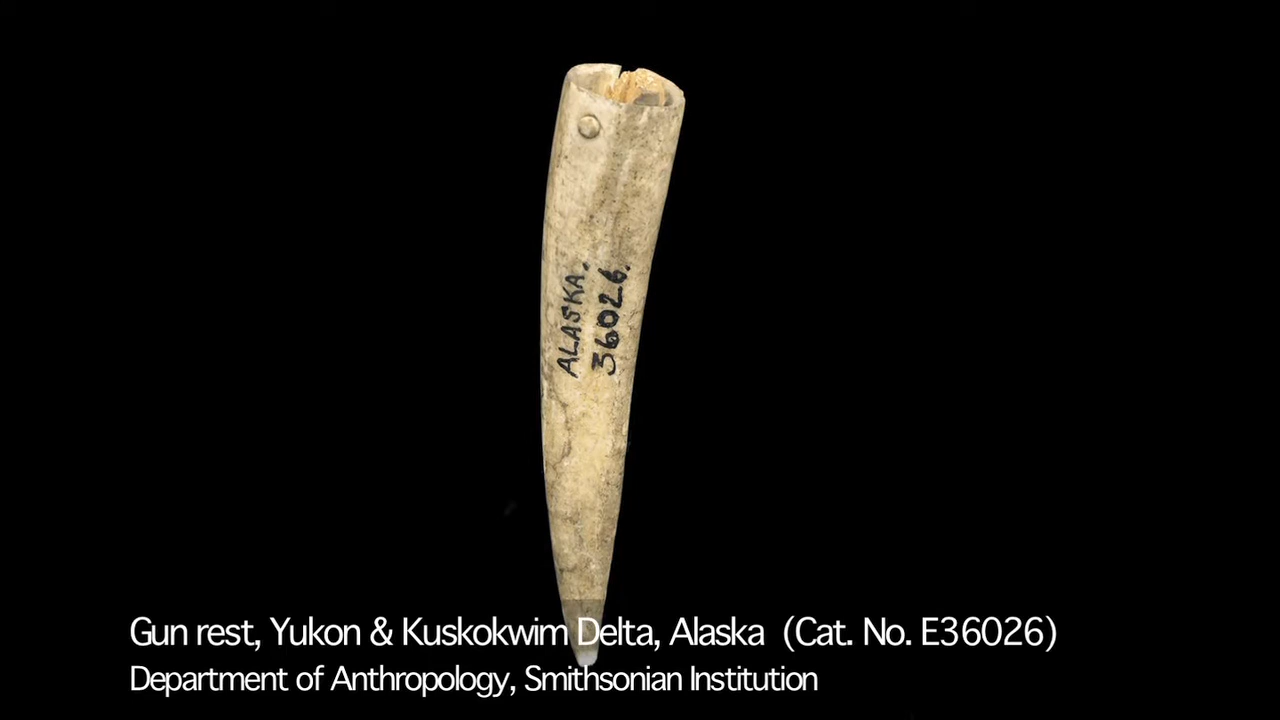 ALASKA.
36026.
Gun rest, Yukon & Kuskokwim Delta, Alaska (Cat. No. E36026)
Department of Anthropology, Smithsonian Institution